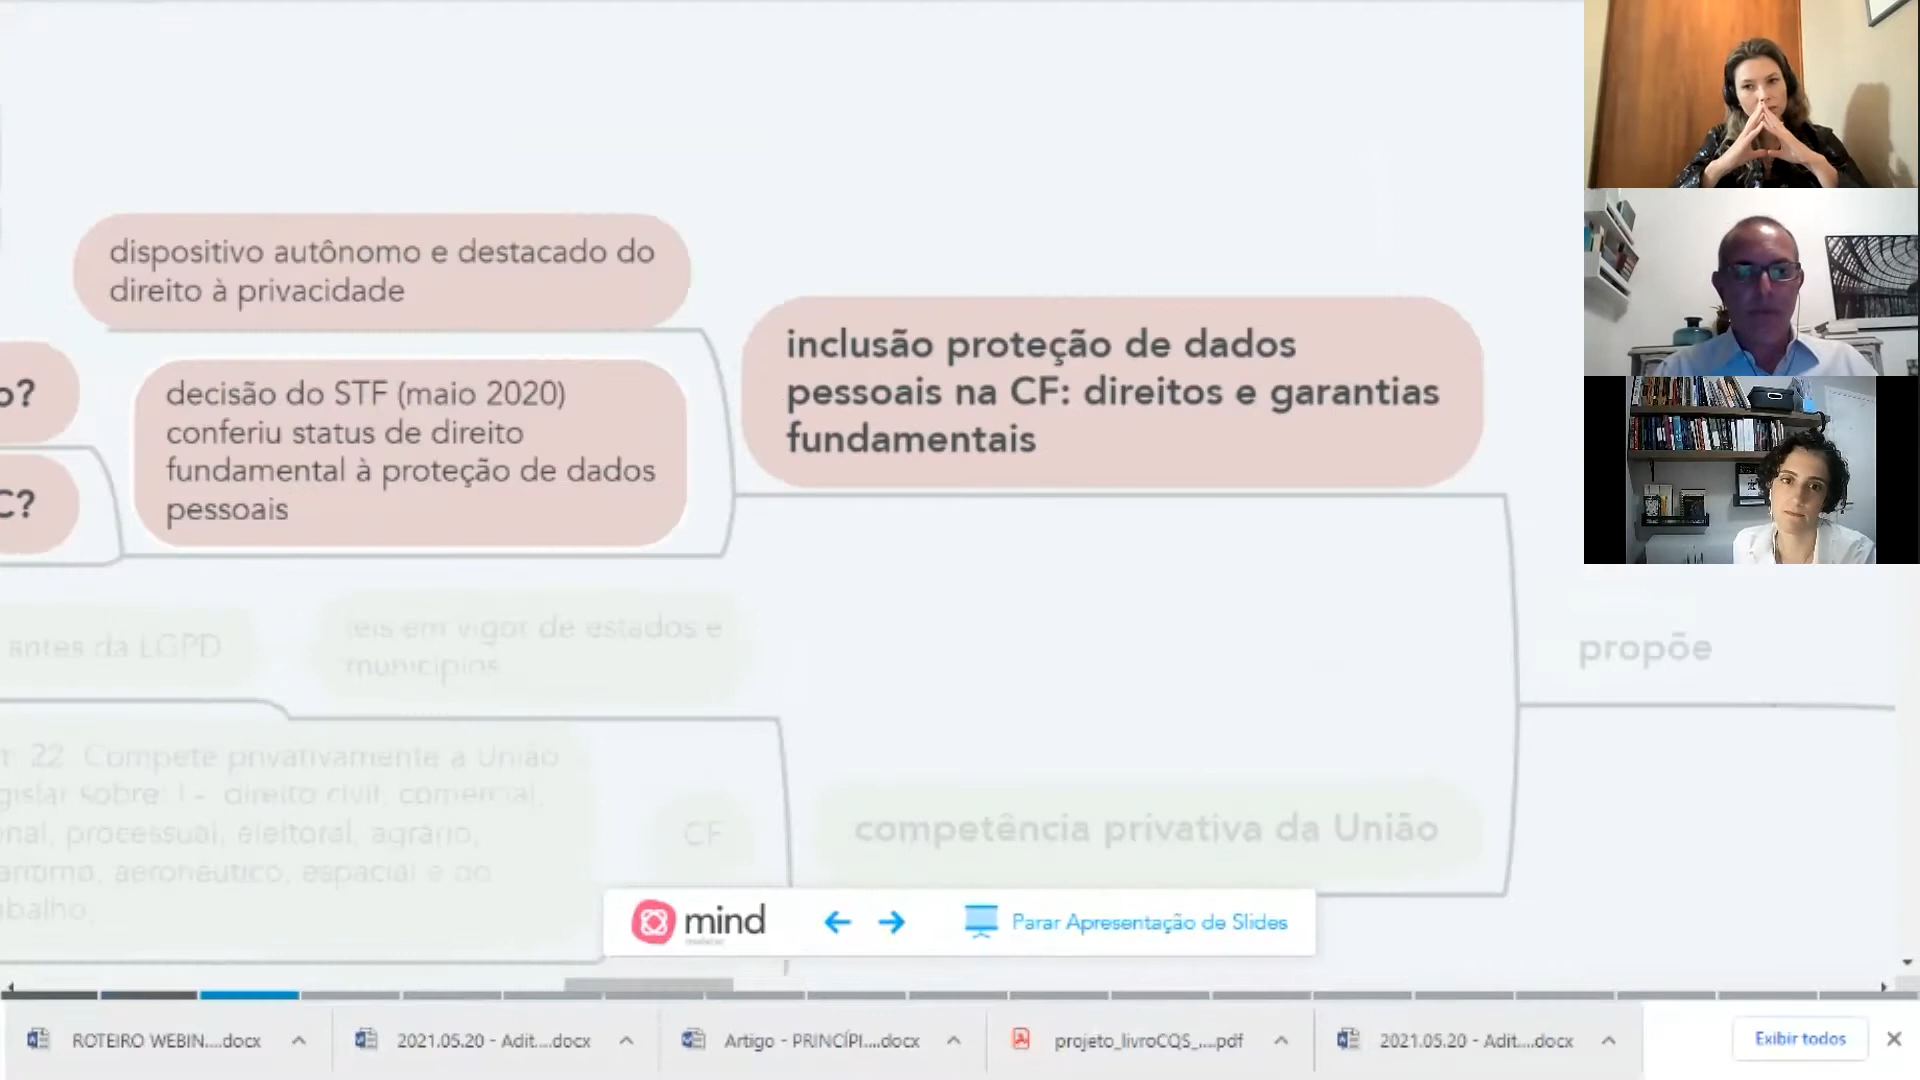 dispositivo autônomo e destacado do
direito à privacidade
inclusão proteção de dados
pessoais na CF: direitos e garantias
fundamentais
o?
C?
decisão do STF (maio 2020)
conferiu status de direito
fundamental à proteção de dados
pessoais
antes da LGPD
leis em vigor de estados e
municípios
propõe
22 Compete privativamente a União
sobre: I - direito civil, comercial,
processual, eleitoral, agrário,
aeronáutico, espacial e do
CF
competência privativa da União
mind
Parar Apresentação de Slides
ROTEIRO WEBIN....docx
2021.05.20 - Adit....docx
Artigo - PRINCÍPI....docx
projeto_livroCQS_....pdf
2021.05.20 - Adit....docx
Exibir todos